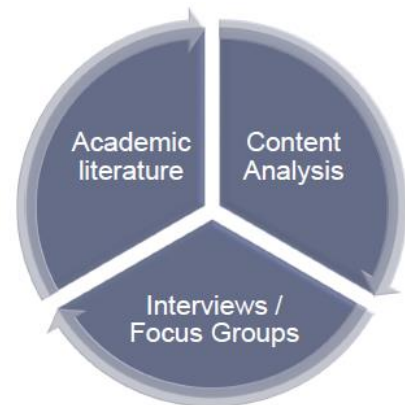 Academic
literature
Content
Analysis
Interviews /
Focus Groups